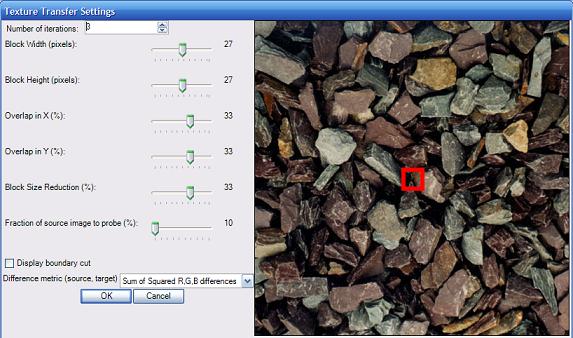 Texture Transfer Settings
Number of iterations: 3
Block Width (pixels): 27
Block Height (pixels): 27
Overlap in X (%): 33
Overlap in Y (%): 33
Block Size Reduction (%): 33
Fraction of source image to probe (%): 10
Display boundary cut
Difference metric (source, target) Sum of Squared R,G,B differences
OK Cancel